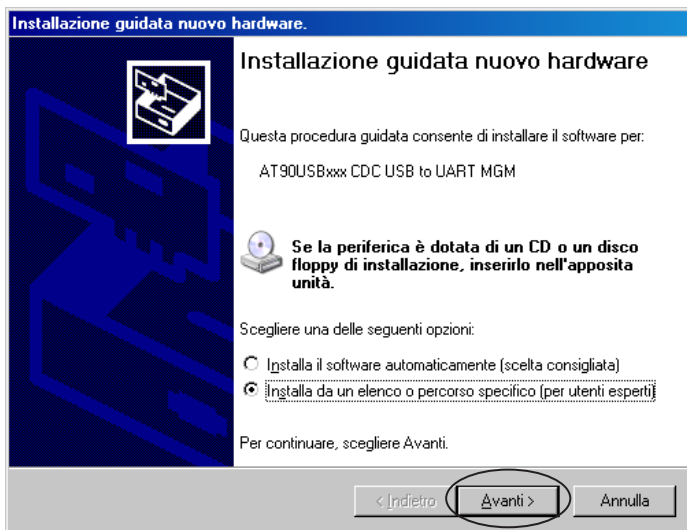 Installazione guidata nuovo hardware.
Installazione guidata nuovo hardware
Questa procedura guidata consente di installare il software per:
AT90USBxxx CDC USB to UART MGM
Se la periferica è dotata di un CD o un disco
floppy di installazione, inserirlo nell'apposita
unità.
Scegliere una delle seguenti opzioni:
Installa il software automaticamente (scelta consigliata)
Installa da un elenco o percorso specifico (per utenti esperti)
Per continuare, scegliere Avanti.
< Indietro Avanti > Annulla